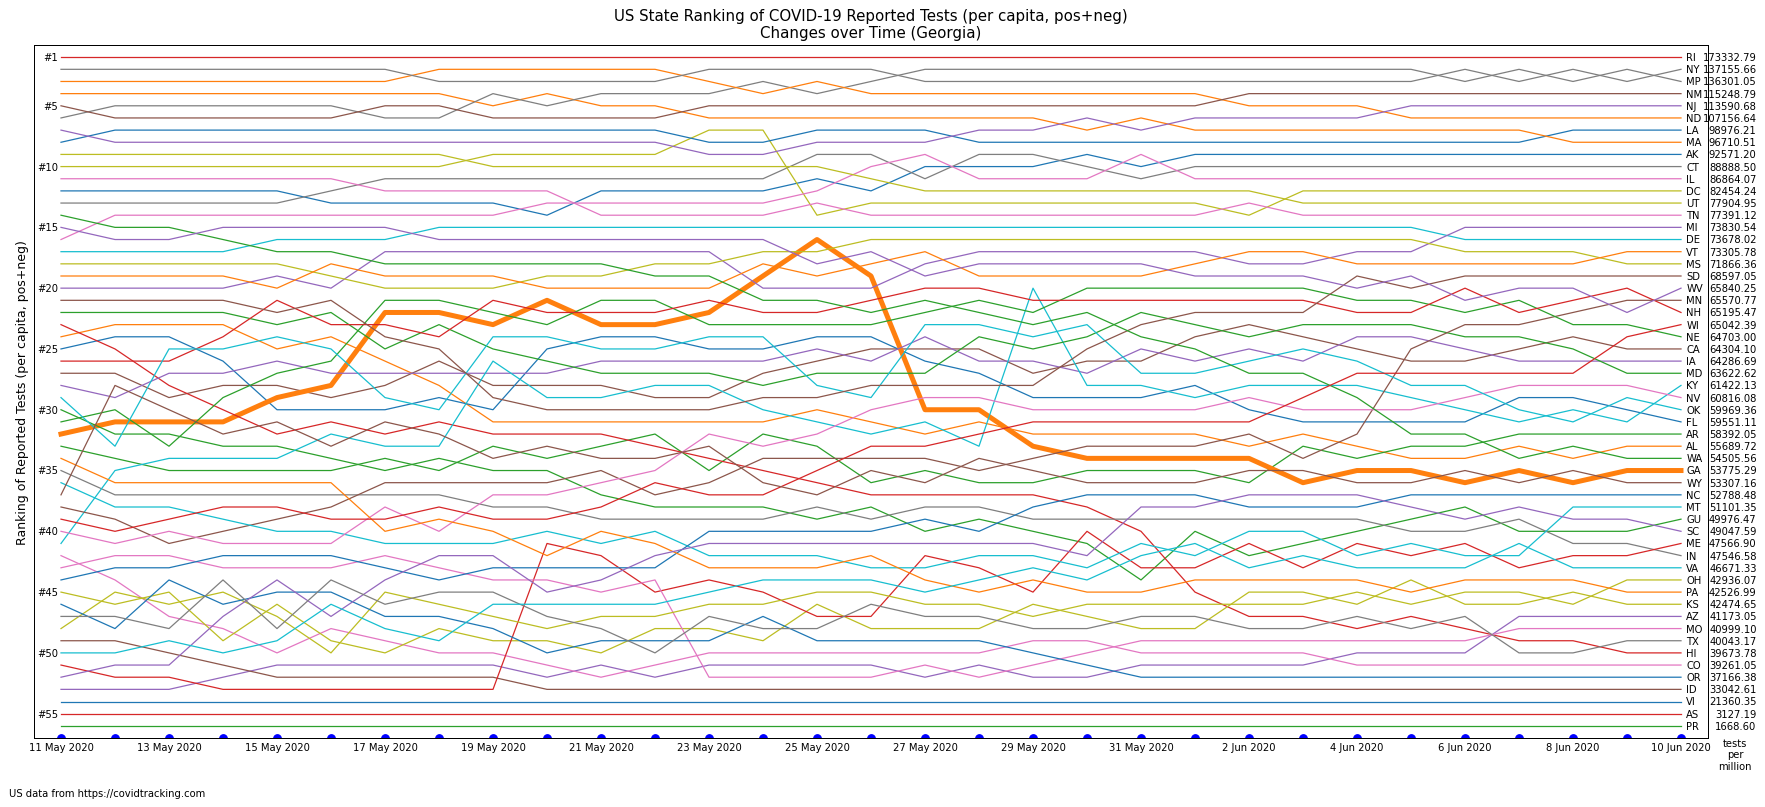 US State Ranking of COVID-19 Reported Tests (per capita, pos+neg)
Changes over Time (Georgia)
Ranking of Reported Tests (per capita, pos+neg)
#1
#5
#10
#15
#20
#25
#30
#35
#40
#45
#50
#55
RI 173332.79
NY 137155.66
MP 136301.05
NM 115248.79
NJ 113590.68
ND 107156.64
LA 98976.21
MA 96710.51
AK 92571.20
CT 88888.50
IL 86864.07
DC 82454.24
UT 77904.95
TN 77391.12
MI 73830.54
DE 73678.02
VT 73305.78
MS 71866.36
SD 68597.05
WV 65840.25
MN 65570.77
NH 65195.47
WI 65042.39
NE 64703.00
CA 64304.10
IA 64286.69
MD 63622.62
KY 61422.13
NV 60816.08
OK 59969.36
FL 59551.11
AR 58392.05
AL 55689.72
WA 54505.56
GA 53775.29
WY 53307.16
NC 52788.48
MT 51101.35
GU 49976.47
SC 49047.59
ME 47566.90
IN 47546.58
VA 46671.33
OH 42936.07
PA 42526.99
KS 42474.65
AZ 41173.05
MO 40999.10
TX 40043.17
HI 39673.78
CO 39261.05
OR 37166.38
ID 33042.61
VI 21360.35
AS 3127.19
PR 1668.60
11 May 2020 13 May 2020 15 May 2020 17 May 2020 19 May 2020 21 May 2020 23 May 2020 25 May 2020 27 May 2020 29 May 2020 31 May 2020 2 Jun 2020 4 Jun 2020 6 Jun 2020 8 Jun 2020 10 Jun 2020
tests
per
million
US data from https://covidtracking.com